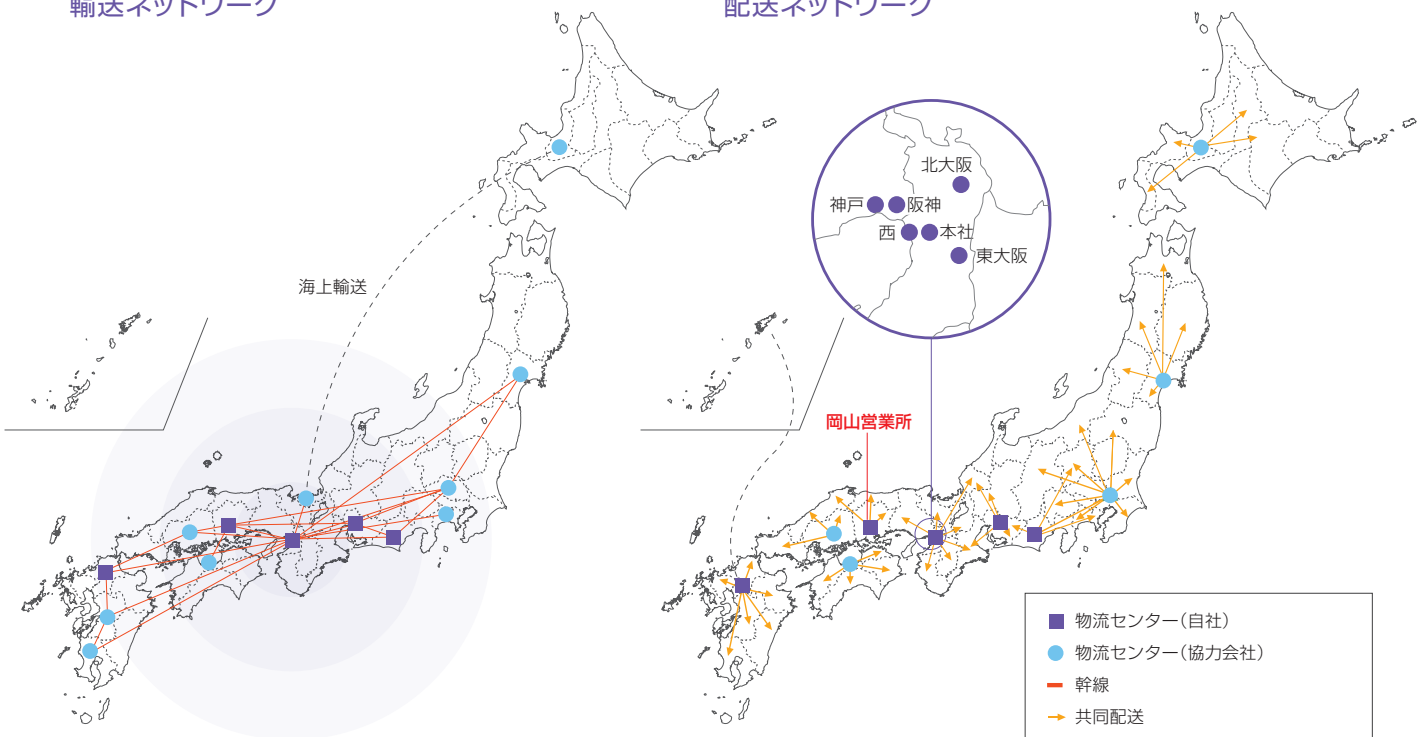 輸送ネットワーク
配送ネットワーク
海上輸送
北大阪
神戸
阪神
西
本社
東大阪
岡山営業所
物流センター(自社)
物流センター(協力会社)
幹線
共同配送